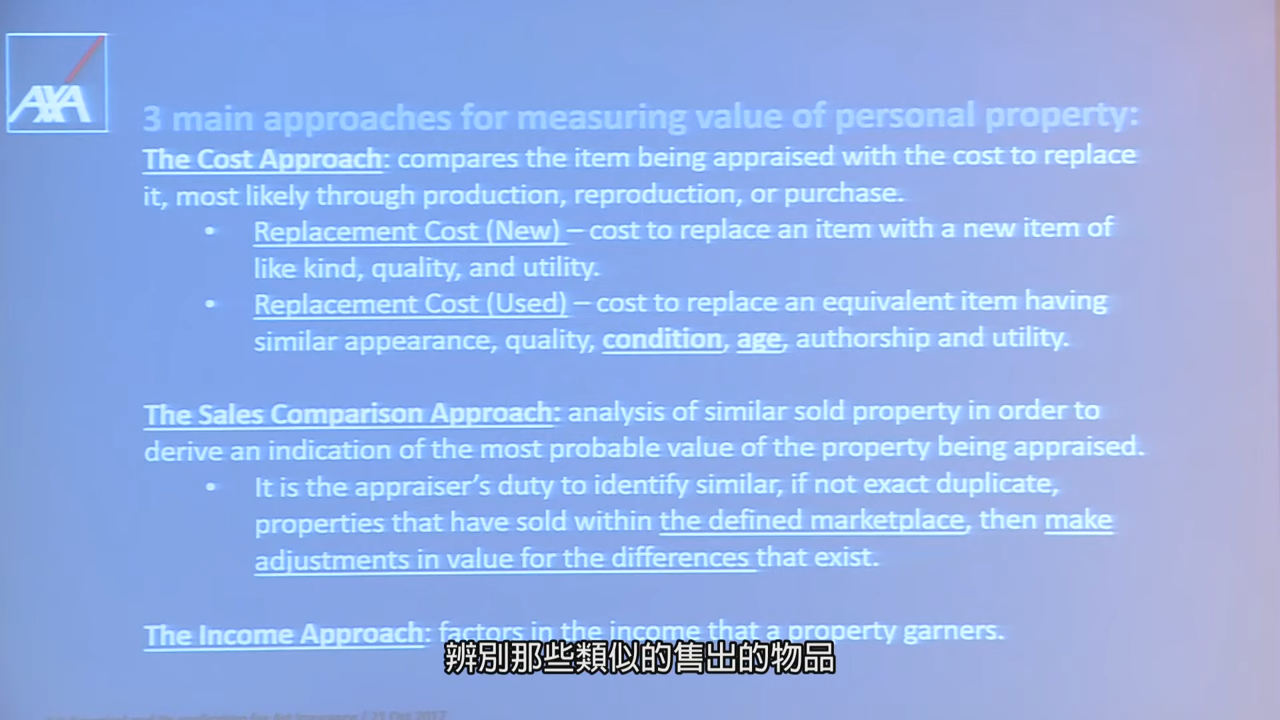 AXA
3 main approaches for measuring value of personal property:
The Cost Approach: compares the item being appraised with the cost to replace
it, most likely through production, reproduction, or purchase.
• Replacement Cost (New) – cost to replace an item with a new item of
like kind, quality, and utility.
• Replacement Cost (Used) – cost to replace an equivalent item having
similar appearance, quality, condition, age, authorship and utility.
The Sales Comparison Approach: analysis of similar sold property in order to
derive an indication of the most probable value of the property being appraised.
• It is the appraiser's duty to identify similar, if not exact duplicate,
properties that have sold within the defined marketplace, then make
adjustments in value for the differences that exist.
The Income Approach: factors in the income that a property garners.
辨別那些類似的售出的物品
for Art Insurance | 21 Oct 2017